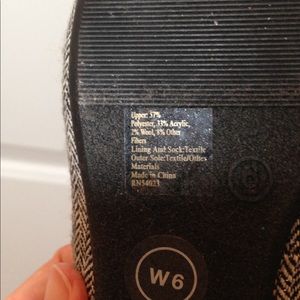 Upper: 57%
Polyester, 33% Acrylic,
2% Wool, 8% Other
Fibers
Lining And Sock:Textile
Outer Sole:Textile/Others
Materials
Made in China
RN54023
W6